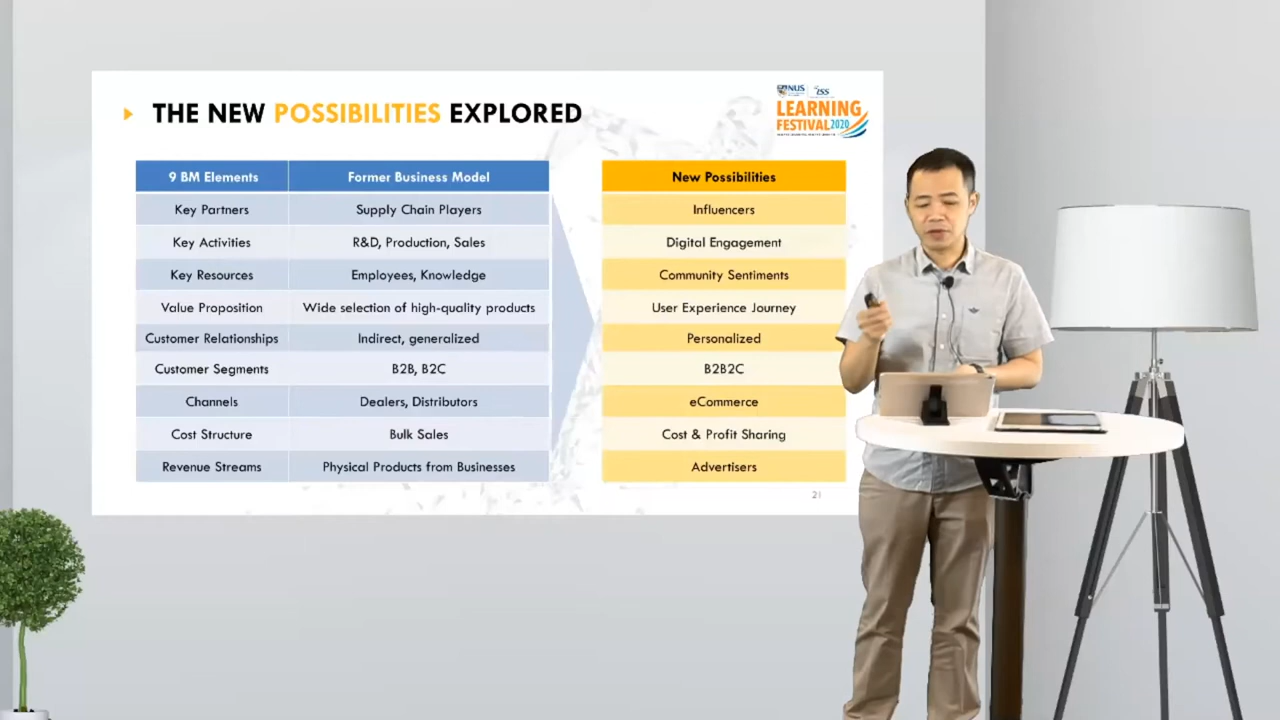 THE NEW POSSIBILITIES EXPLORED
NUS ISS
LEARNING
FESTIVAL 2020
9 BM Elements Former Business Model New Possibilities
Key Partners Supply Chain Players Influencers
Key Activities R&D, Production, Sales Digital Engagement
Key Resources Employees, Knowledge Community Sentiments
Value Proposition Wide selection of high-quality products User Experience Journey
Customer Relationships Indirect, generalized Personalized
Customer Segments B2B, B2C B2B2C
Channels Dealers, Distributors eCommerce
Cost Structure Bulk Sales Cost & Profit Sharing
Revenue Streams Physical Products from Businesses Advertisers
21